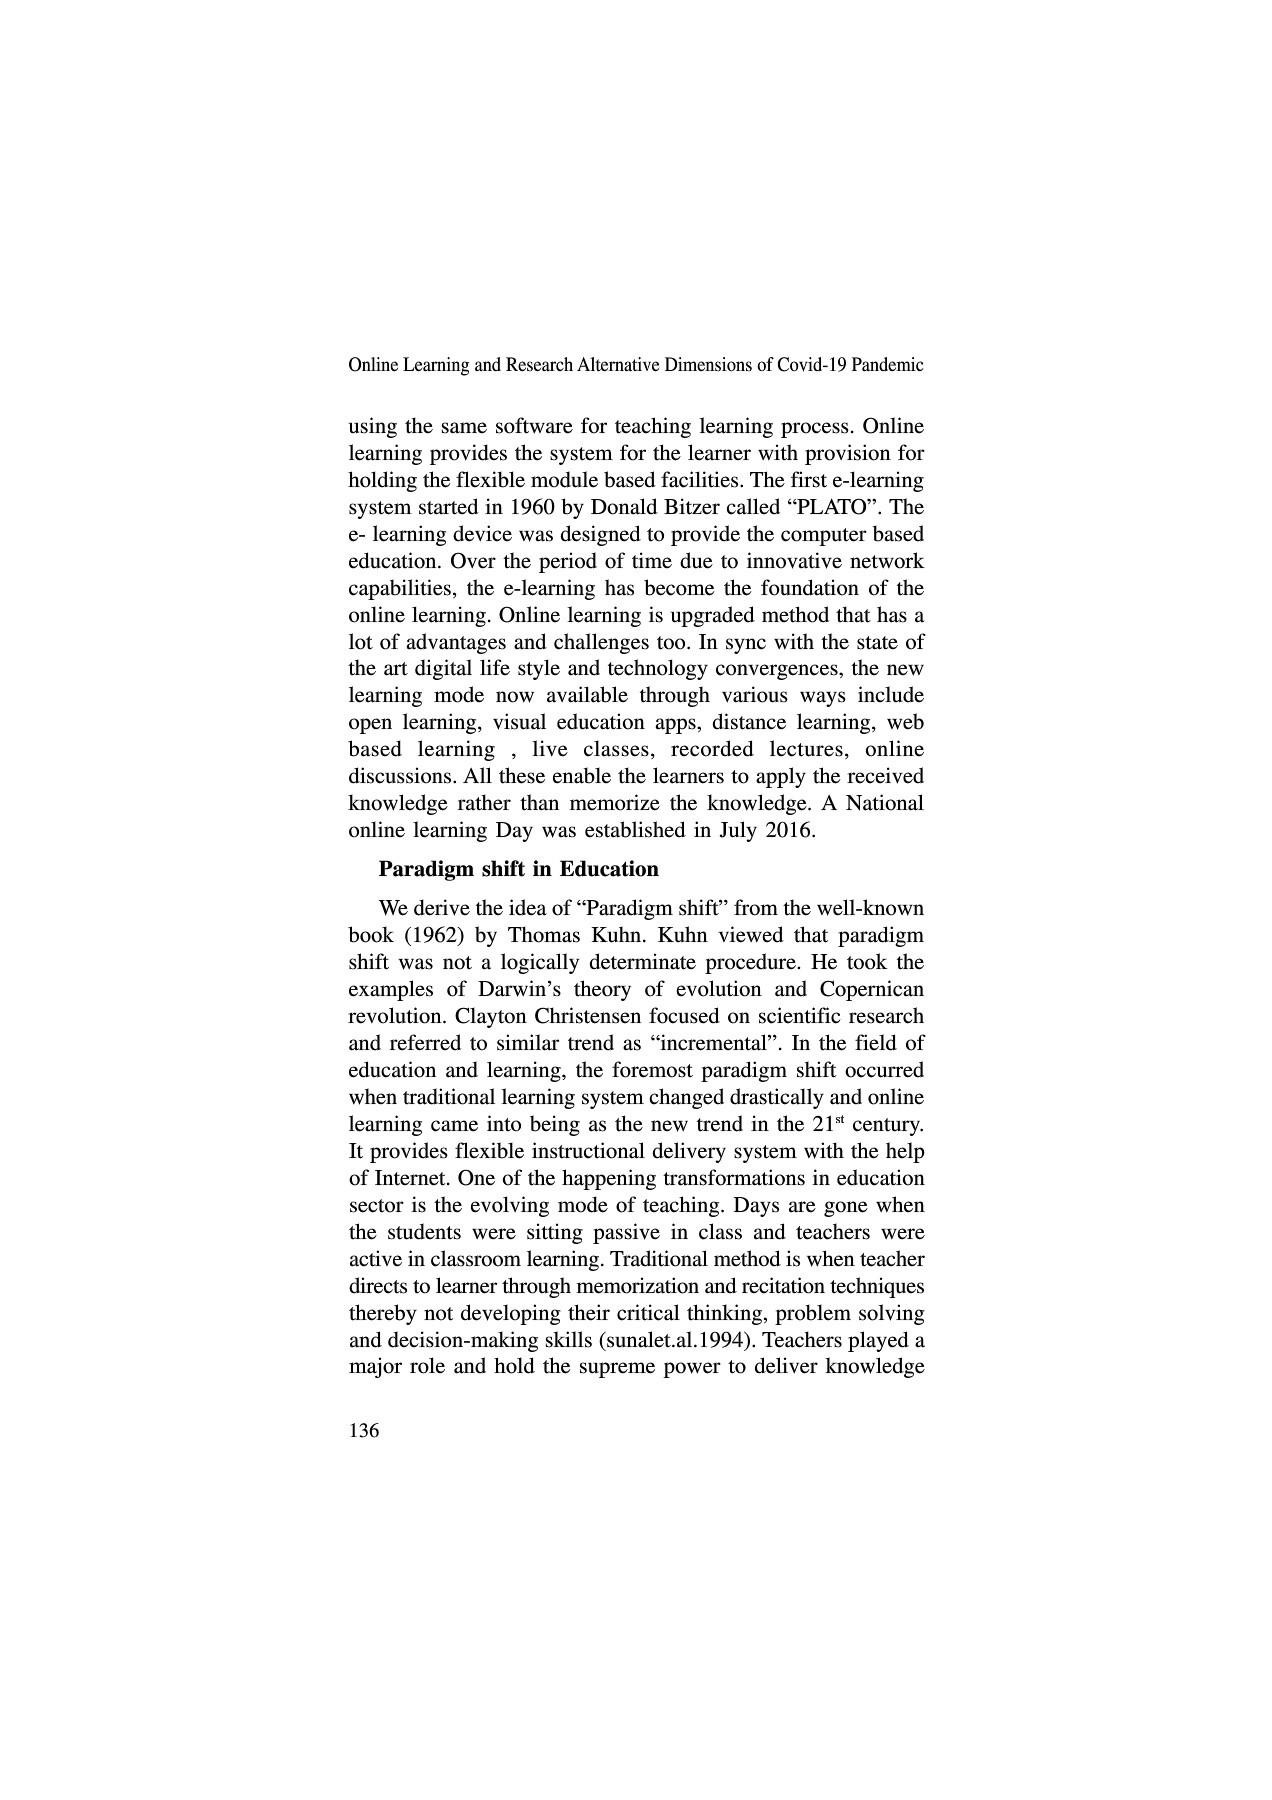 Online Learning and Research Alternative Dimensions of Covid-19 Pandemic
using the same software for teaching learning process. Online
learning provides the system for the learner with provision for
holding the flexible module based facilities. The first e-learning
system started in 1960 by Donald Bitzer called “PLATO”. The
e- learning device was designed to provide the computer based
education. Over the period of time due to innovative network
capabilities, the e-learning has become the foundation of the
online learning. Online learning is upgraded method that has a
lot of advantages and challenges too. In sync with the state of
the art digital life style and technology convergences, the new
learning mode now available through various ways include
open learning, visual education apps, distance learning, web
based learning , live classes, recorded lectures, online
discussions. All these enable the learners to apply the received
knowledge rather than memorize the knowledge. A National
online learning Day was established in July 2016.
Paradigm shift in Education
We derive the idea of “Paradigm shift” from the well-known
book (1962) by Thomas Kuhn. Kuhn viewed that paradigm
shift was not a logically determinate procedure. He took the
examples of Darwin’s theory of evolution and Copernican
revolution. Clayton Christensen focused on scientific research
and referred to similar trend as “incremental”. In the field of
education and learning, the foremost paradigm shift occurred
when traditional learning system changed drastically and online
learning came into being as the new trend in the 21st century.
It provides flexible instructional delivery system with the help
of Internet. One of the happening transformations in education
sector is the evolving mode of teaching. Days are gone when
the students were sitting passive in class and teachers were
active in classroom learning. Traditional method is when teacher
directs to learner through memorization and recitation techniques
thereby not developing their critical thinking, problem solving
and decision-making skills (sunalet.al.1994). Teachers played a
major role and hold the supreme power to deliver knowledge
136